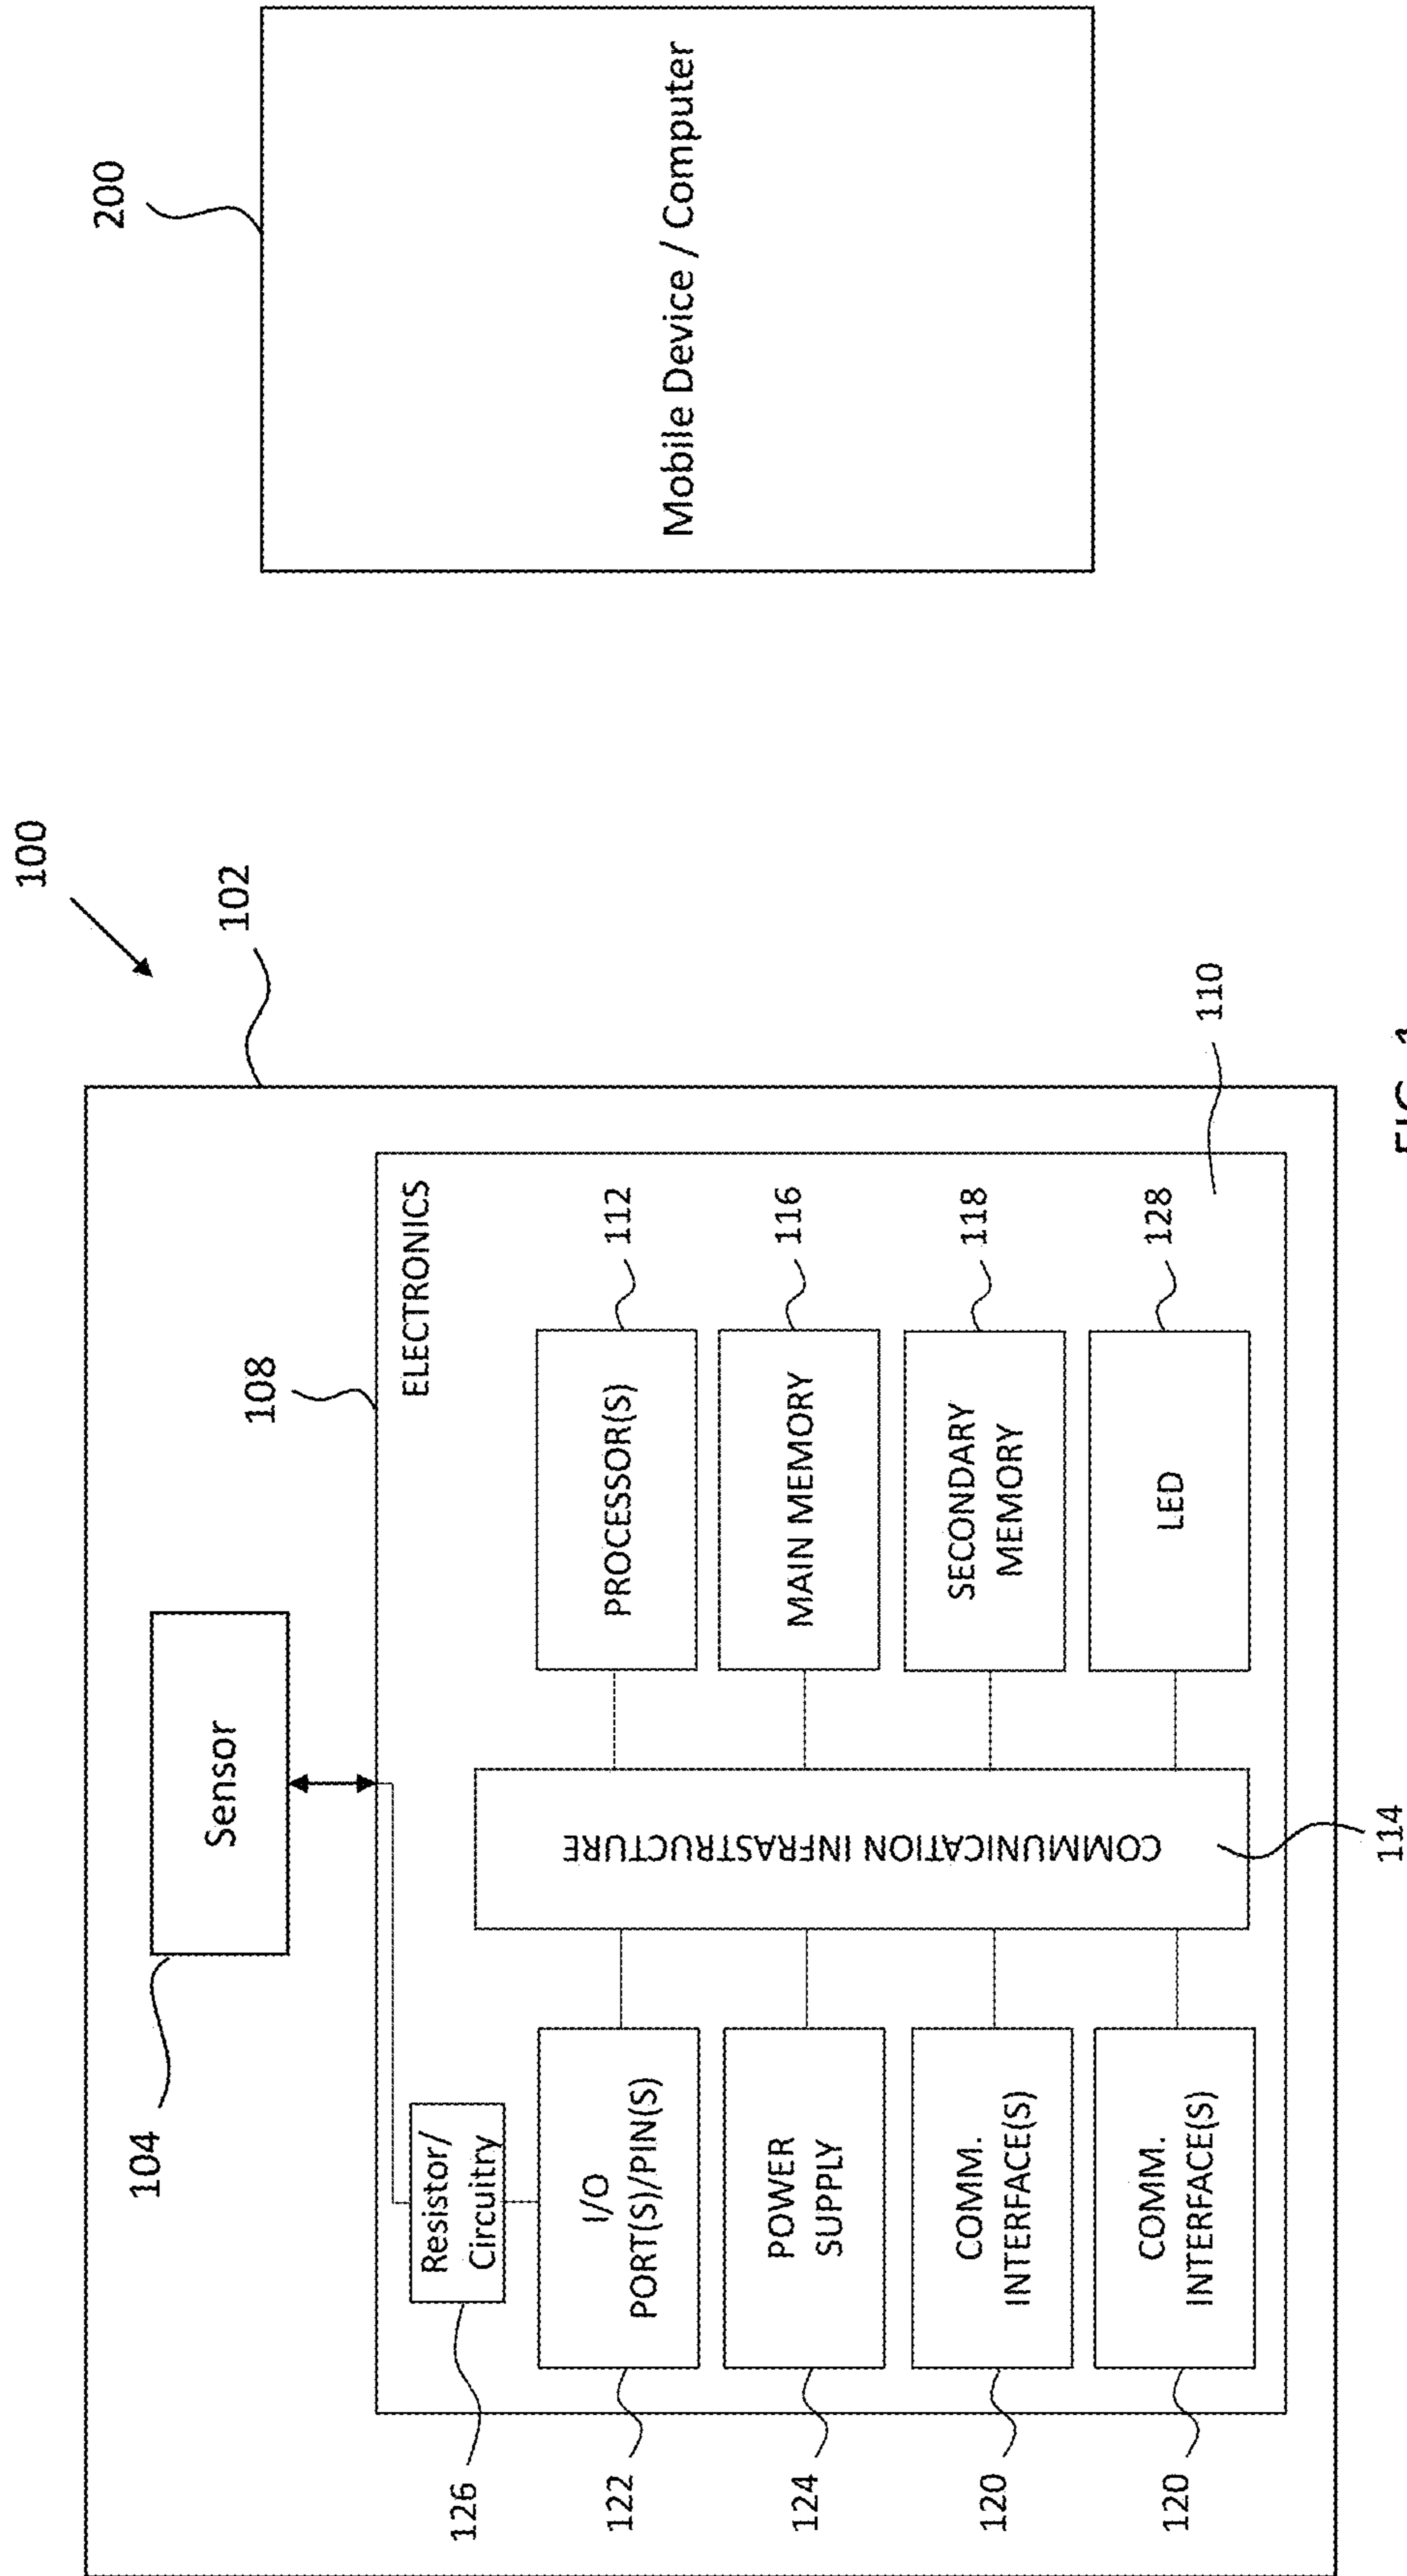 100
102
200
Mobile Device / Computer
104
Sensor
108
ELECTRONICS
126
Resistor/
Circuitry
122
I/O
PORT(S)/PIN(S)
PROCESSOR(S)
112
124
POWER
SUPPLY
COMMUNICATION INFRASTRUCTURE
MAIN MEMORY
116
120
COMM.
INTERFACE(S)
SECONDARY
MEMORY
118
120
COMM.
INTERFACE(S)
LED
128
110
114